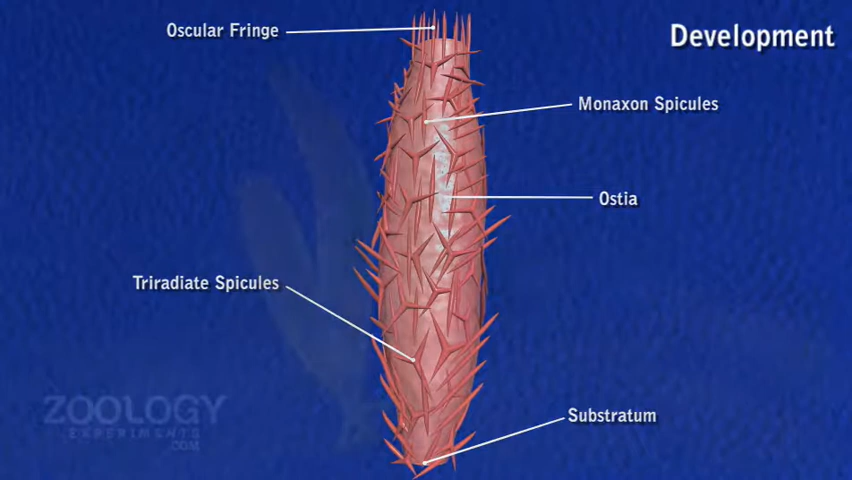 Oscular Fringe
Development
Monaxon Spicules
Ostia
Triradiate Spicules
Substratum
ZOOLOGY
EXPERIMENTS
.COM